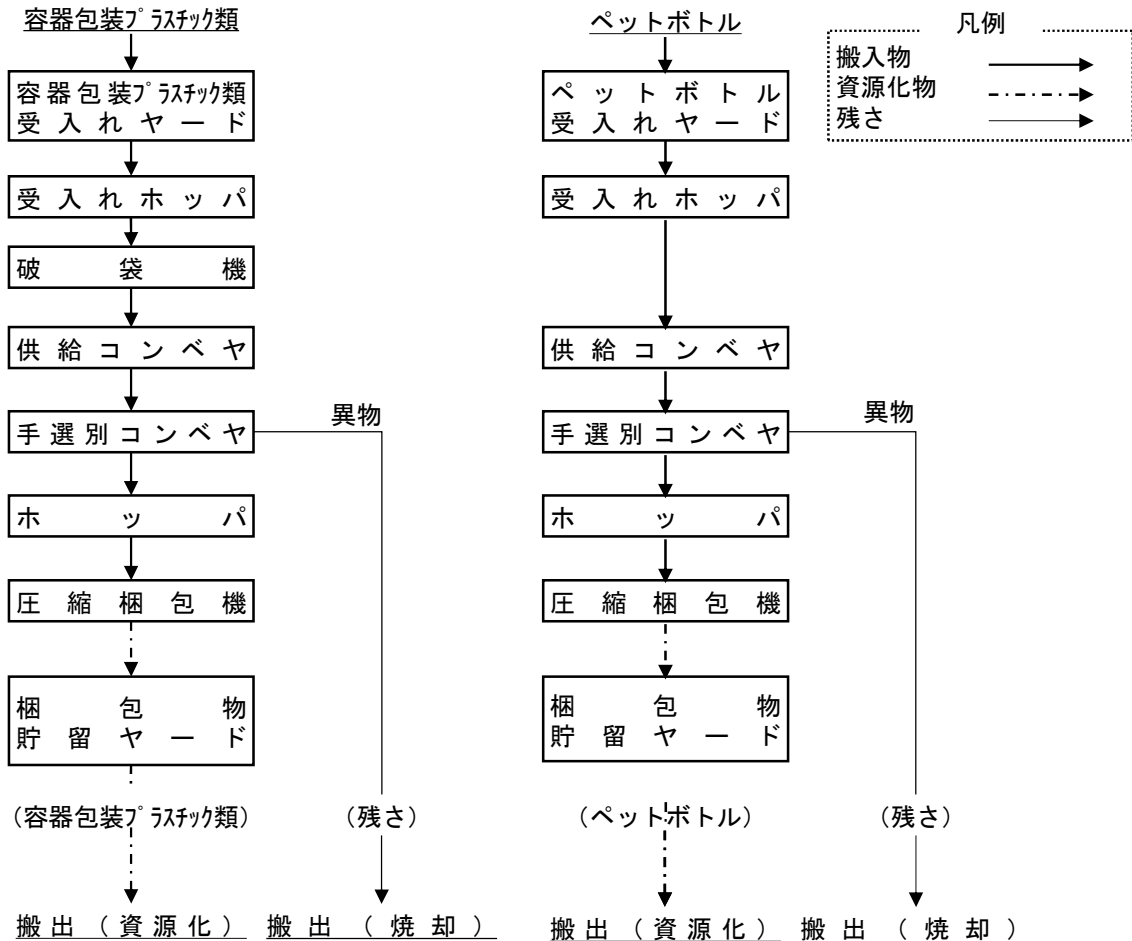 容器包装ﾌﾟﾗｽﾁｯｸ類
容器包装ﾌﾟﾗｽﾁｯｸ類
受入れヤード
受入れホッパ
破袋機
供給コンベヤ
手選別コンベヤ
異物
ホッパ
圧縮梱包機
梱包物
貯留ヤード
（容器包装ﾌﾟﾗｽﾁｯｸ類）
（残さ）
搬出（資源化）
搬出（焼却）
ペットボトル
ペットボトル
受入れヤード
受入れホッパ
供給コンベヤ
手選別コンベヤ
異物
ホッパ
圧縮梱包機
梱包物
貯留ヤード
（ペットボトル）
（残さ）
搬出（資源化）
搬出（焼却）
凡例
搬入物
資源化物
残さ